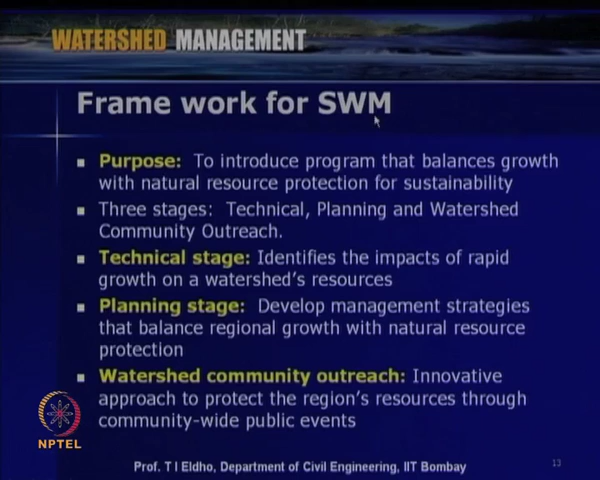 WATERSHED MANAGEMENT
Frame work for SWM
Purpose: To introduce program that balances growth
with natural resource protection for sustainability
Three stages: Technical, Planning and Watershed
Community Outreach.
Technical stage: Identifies the impacts of rapid
growth on a watershed's resources
Planning stage: Develop management strategies
that balance regional growth with natural resource
protection
Watershed community outreach: Innovative
approach to protect the region's resources through
community-wide public events
NPTEL
Prof. T I Eldho, Department of Civil Engineering, IIT Bombay
13